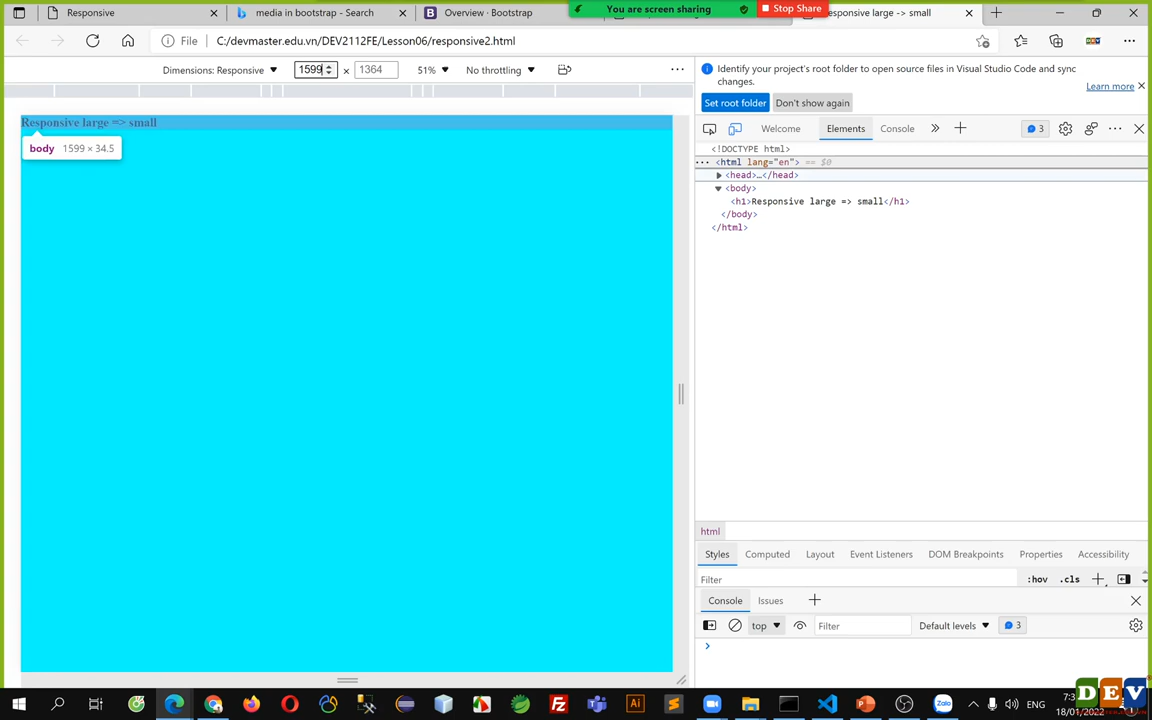 Responsive
media in bootstrap - Search
Overview · Bootstrap
You are screen sharing
Stop Share
esponsive large -> small
File
C:/devmaster.edu.vn/DEV2112FE/Lesson06/responsive2.html
Dimensions: Responsive
1599 × 1364
51%
No throttling
Identify your project's root folder to open source files in Visual Studio Code and sync
changes.
Learn more
Set root folder
Don't show again
Welcome
Elements
Console
3
Responsive large => small
body 1599 × 34.5
<!DOCTYPE html>
<html lang="en"> == $0
<head>…</head>
<body>
<h1>Responsive large => small</h1>
</body>
</html>
html
Styles
Computed
Layout
Event Listeners
DOM Breakpoints
Properties
Accessibility
Filter
:hov
.cls
Console
Issues
top
Filter
Default levels
3
ENG
7:3
18/01/2022
DEV